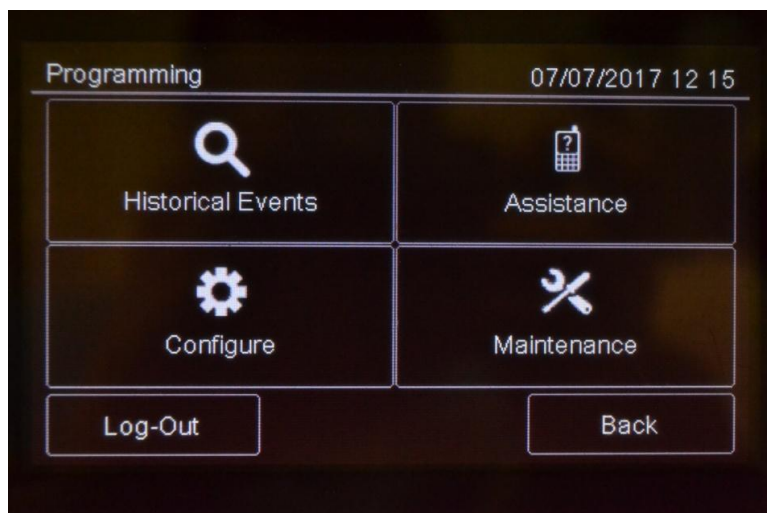 Programming 07/07/2017 12 15
Historical Events
Assistance
Configure
Maintenance
Log-Out
Back